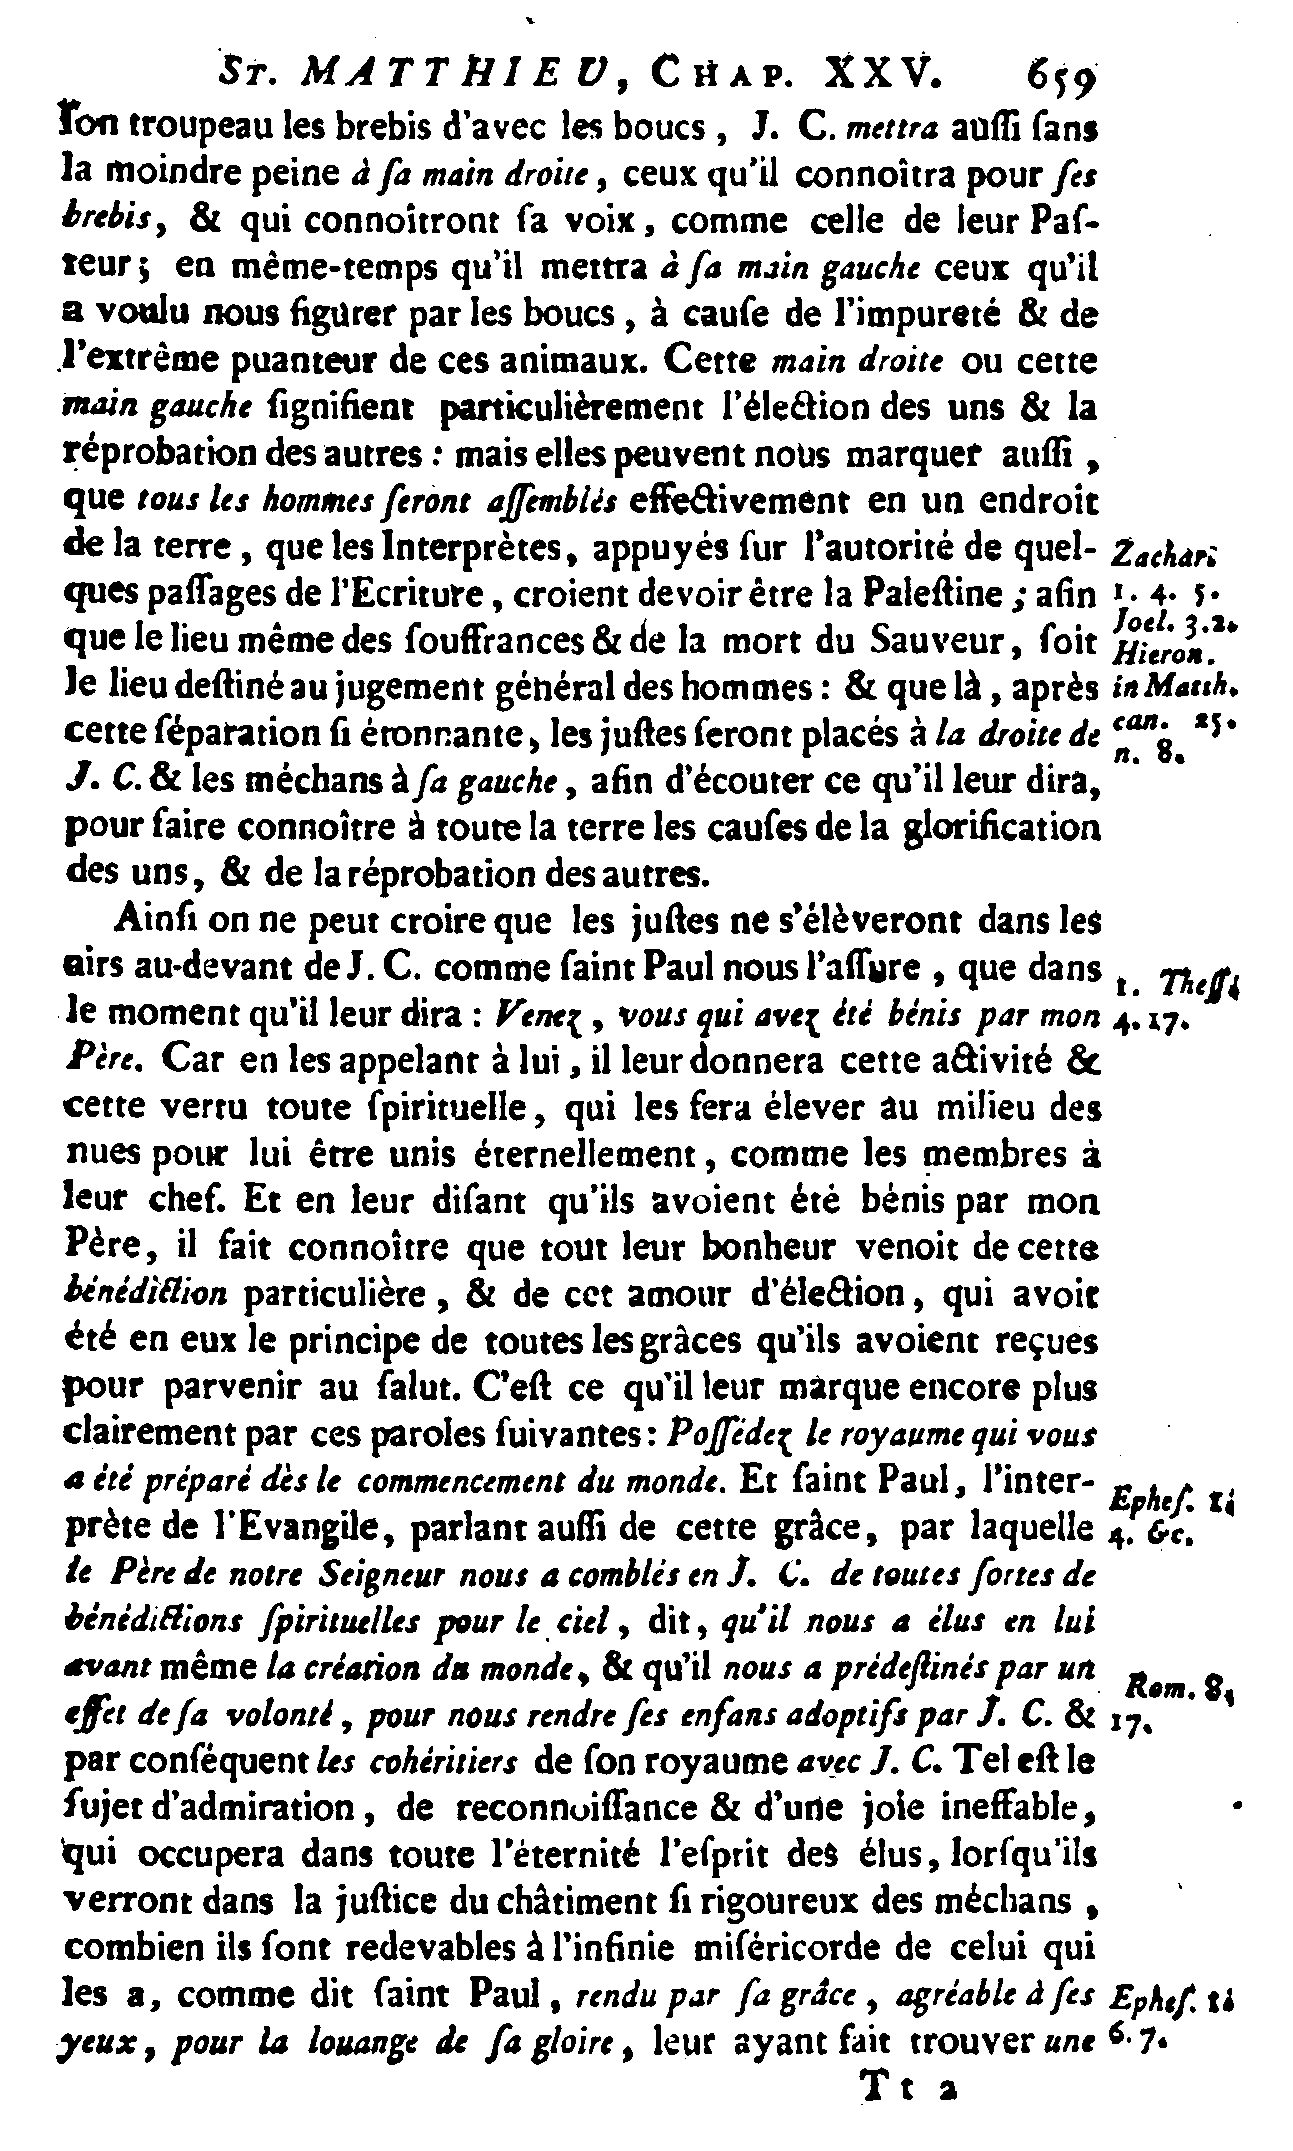 ST. MATTHIEU, CHAP. XXV. 659
ſon troupeau les brebis d'avec les boucs, J. C. mettra auſſi ſans
la moindre peine à ſa main droite, ceux qu'il connoîtra pour ſes
brebis, & qui connoîtront ſa voix, comme celle de leur Paſ-
teur; en même-temps qu'il mettra à ſa main gauche ceux qu'il
a voulu nous figurer par les boucs, à cauſe de l'impureté & de
l'extrême puanteur de ces animaux. Cette main droite ou cette
main gauche ſignifient particulièrement l'élection des uns & la
réprobation des autres : mais elles peuvent nous marquer auſſi,
que tous les hommes ſeront aſſemblés effectivement en un endroit
de la terre, que les Interprètes, appuyés ſur l'autorité de quel-
ques paſſages de l'Ecriture, croient devoir être la Paleſtine; afin
que le lieu même des ſouffrances & de la mort du Sauveur, ſoit
le lieu deſtiné au jugement général des hommes : & que là, après
cette ſéparation ſi étonnante, les juſtes ſeront placés à la droite de
J. C. & les méchans à ſa gauche, afin d'écouter ce qu'il leur dira,
pour faire connoître à toute la terre les cauſes de la glorification
des uns, & de la réprobation des autres.
Zachar.
1. 4. 5.
Joel. 3.2.
Hieron.
in Matth.
can. 25.
n. 8.
Ainſi on ne peut croire que les juſtes ne s'élèveront dans les
airs au-devant de J. C. comme ſaint Paul nous l'aſſure, que dans
le moment qu'il leur dira : Venez, vous qui avez été bénis par mon
Père. Car en les appelant à lui, il leur donnera cette activité &
cette vertu toute ſpirituelle, qui les fera élever au milieu des
nues pour lui être unis éternellement, comme les membres à
leur chef. Et en leur diſant qu'ils avoient été bénis par mon
Père, il fait connoître que tout leur bonheur venoit de cette
bénédiction particulière, & de cet amour d'élection, qui avoit
été en eux le principe de toutes les grâces qu'ils avoient reçues
pour parvenir au ſalut. C'eſt ce qu'il leur marque encore plus
clairement par ces paroles ſuivantes : Poſſédez le royaume qui vous
a été préparé dès le commencement du monde. Et ſaint Paul, l'inter-
prète de l'Evangile, parlant auſſi de cette grâce, par laquelle
le Père de notre Seigneur nous a comblés en J. C. de toutes ſortes de
bénédictions ſpirituelles pour le ciel, dit, qu'il nous a élus en lui
avant même la création du monde, & qu'il nous a prédeſtinés par un
effet de ſa volonté, pour nous rendre ſes enfans adoptifs par J. C. &
par conſéquent les cohéritiers de ſon royaume avec J. C. Tel eſt le
ſujet d'admiration, de reconnoiſſance & d'une joie ineffable,
qui occupera dans toute l'éternité l'eſprit des élus, lorſqu'ils
verront dans la juſtice du châtiment ſi rigoureux des méchans,
combien ils ſont redevables à l'infinie miſéricorde de celui qui
les a, comme dit ſaint Paul, rendu par ſa grâce, agréable à ſes
yeux, pour la louange de ſa gloire, leur ayant fait trouver une
1. Theſſ.
4. 17.
Epheſ. 1.
4. &c.
Rom. 8.
17.
Epheſ. 1.
6. 7.
T t 2